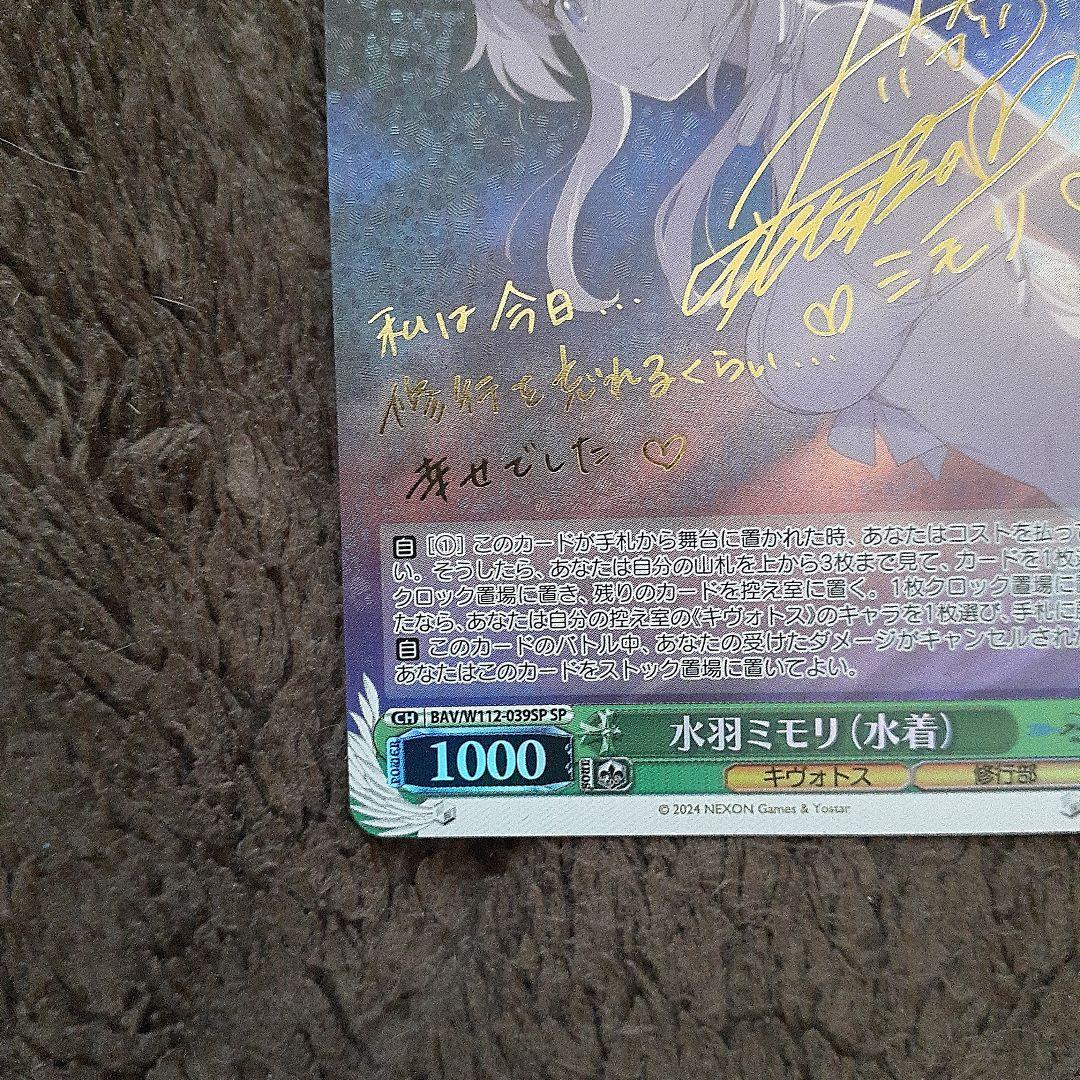 ミモリ
私は今日...
修行を忘れるくらい...
幸せでした♡
自 [①] このカードが手札から舞台に置かれた時、あなたはコストを払って
い。そうしたら、あなたは自分の山札を上から3枚まで見て、カードを1枚
クロック置場に置き、残りのカードを控え室に置く。1枚クロック置場に
たなら、あなたは自分の控え室の《キヴォトス》のキャラを1枚選び、手札に
自 このカードのバトル中、あなたの受けたダメージがキャンセルされた
あなたはこのカードをストック置場に置いてよい。
CH BAV/W112-039SP SP
POWER 1000
水羽ミモリ（水着）
キヴォトス 修行部
© 2024 NEXON Games & Yostar